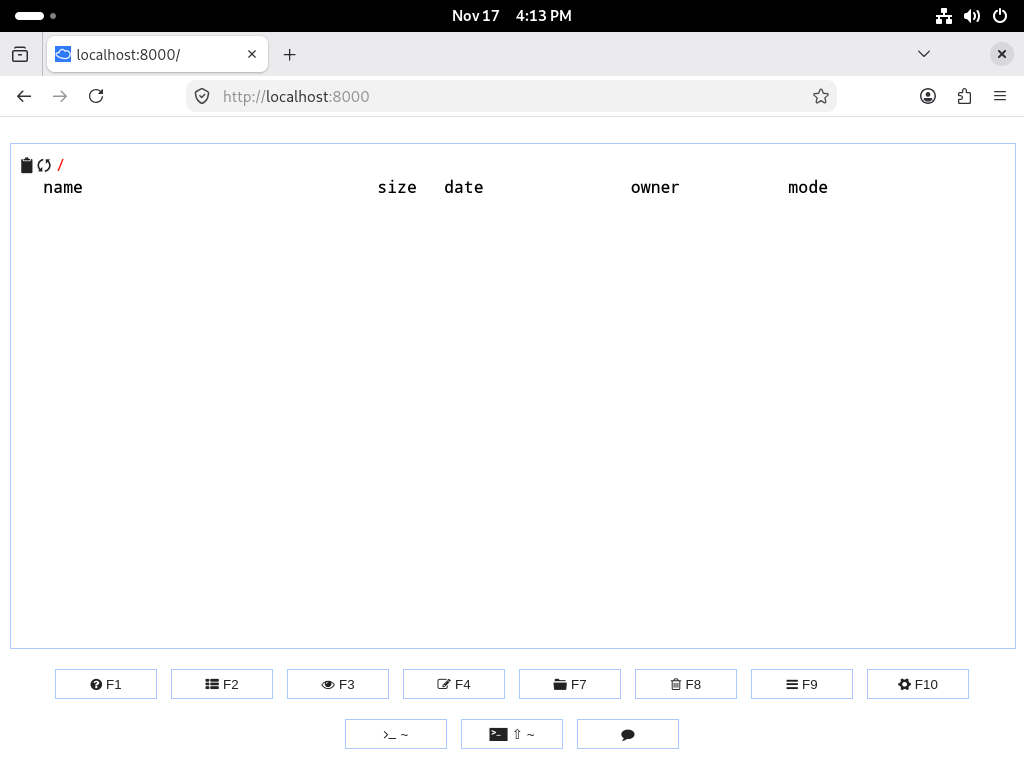 Nov 17 4:13 PM
localhost:8000/
http://localhost:8000
/
name size date owner mode
F1 F2 F3 F4 F7 F8 F9 F10
>_ ~ >_ ⇧ ~